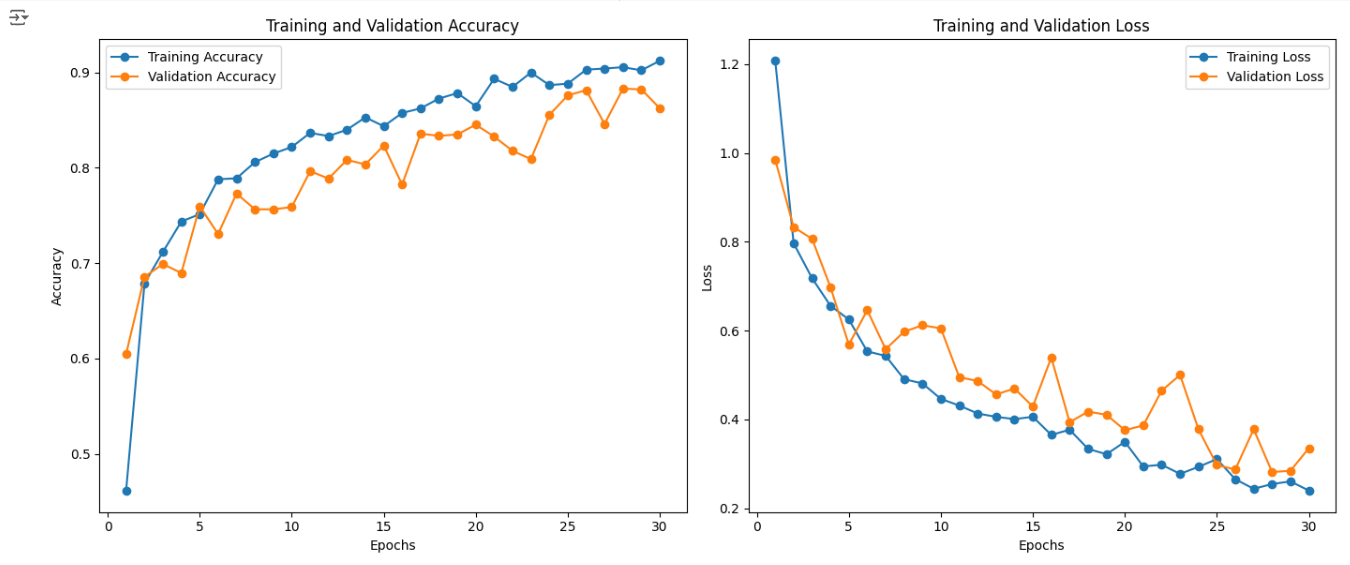 Training and Validation Accuracy
Training Accuracy
Validation Accuracy
0.9
0.8
0.7
0.6
0.5
Accuracy
0
5
10
15
20
25
30
Epochs
Training and Validation Loss
Training Loss
Validation Loss
1.2
1.0
0.8
0.6
0.4
0.2
Loss
0
5
10
15
20
25
30
Epochs